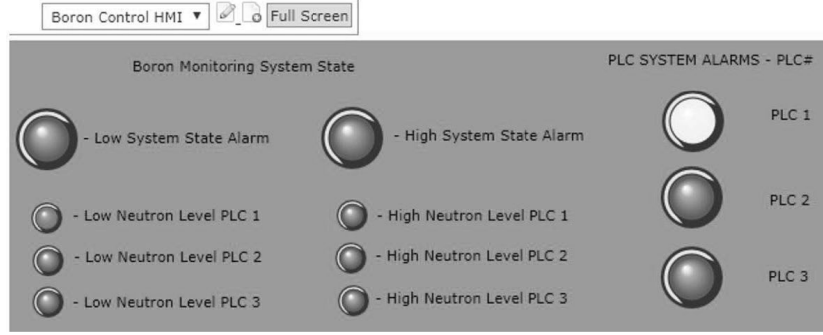 Boron Control HMI ▼ Full Screen
Boron Monitoring System State
PLC SYSTEM ALARMS - PLC#
- Low System State Alarm
- High System State Alarm
PLC 1
- Low Neutron Level PLC 1
- High Neutron Level PLC 1
PLC 2
- Low Neutron Level PLC 2
- High Neutron Level PLC 2
- Low Neutron Level PLC 3
- High Neutron Level PLC 3
PLC 3